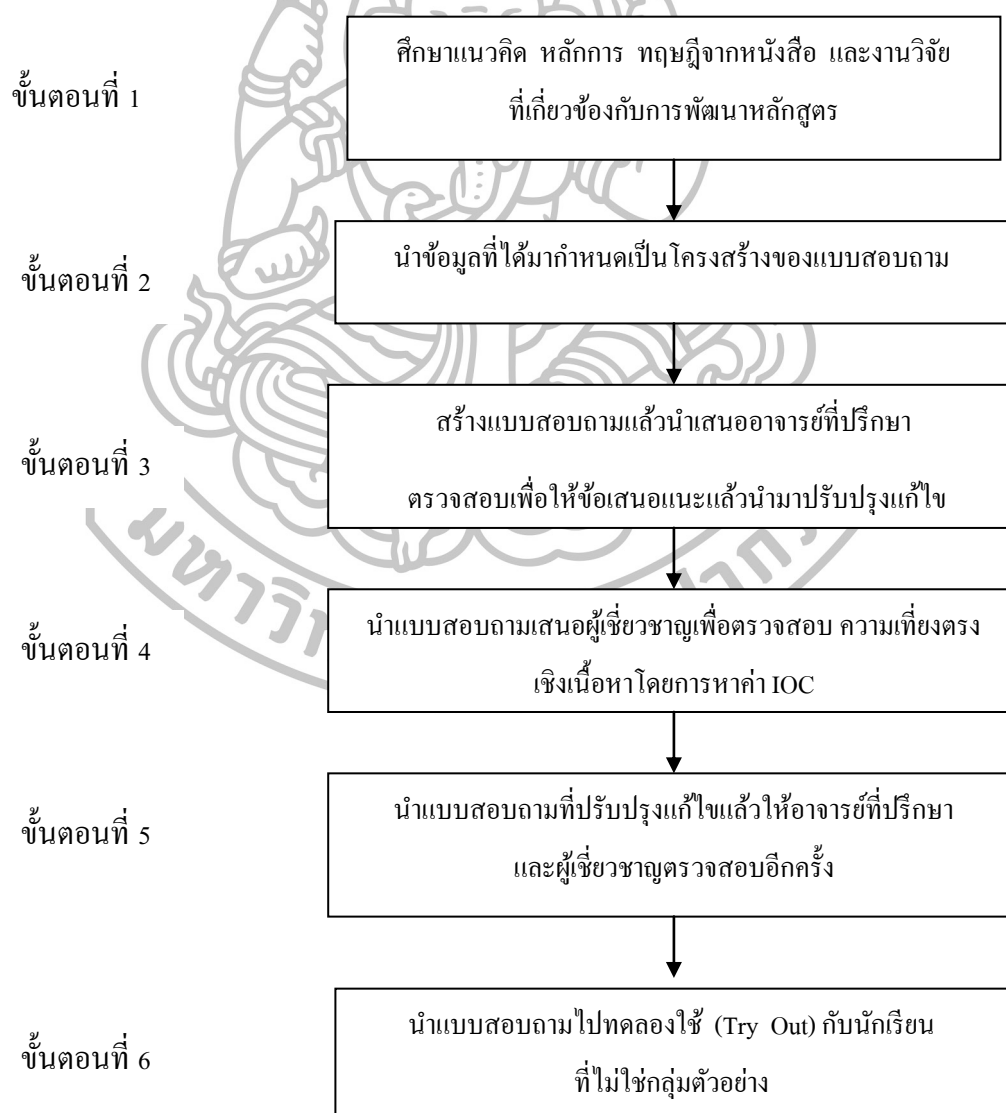 ขั้นตอนที่ 1
ศึกษาแนวคิด หลักการ ทฤษฎีจากหนังสือ และงานวิจัย
ที่เกี่ยวข้องกับการพัฒนาหลักสูตร
ขั้นตอนที่ 2
นำข้อมูลที่ได้มากำหนดเป็นโครงสร้างของแบบสอบถาม
ขั้นตอนที่ 3
สร้างแบบสอบถามแล้วนำเสนออาจารย์ที่ปรึกษา
ตรวจสอบเพื่อให้ข้อเสนอแนะแล้วนำมาปรับปรุงแก้ไข
ขั้นตอนที่ 4
นำแบบสอบถามเสนอผู้เชี่ยวชาญเพื่อตรวจสอบ ความเที่ยงตรง
เชิงเนื้อหาโดยการหาค่า IOC
ขั้นตอนที่ 5
นำแบบสอบถามที่ปรับปรุงแก้ไขแล้วให้อาจารย์ที่ปรึกษา
และผู้เชี่ยวชาญตรวจสอบอีกครั้ง
ขั้นตอนที่ 6
นำแบบสอบถามไปทดลองใช้ (Try Out) กับนักเรียน
ที่ไม่ใช่กลุ่มตัวอย่าง